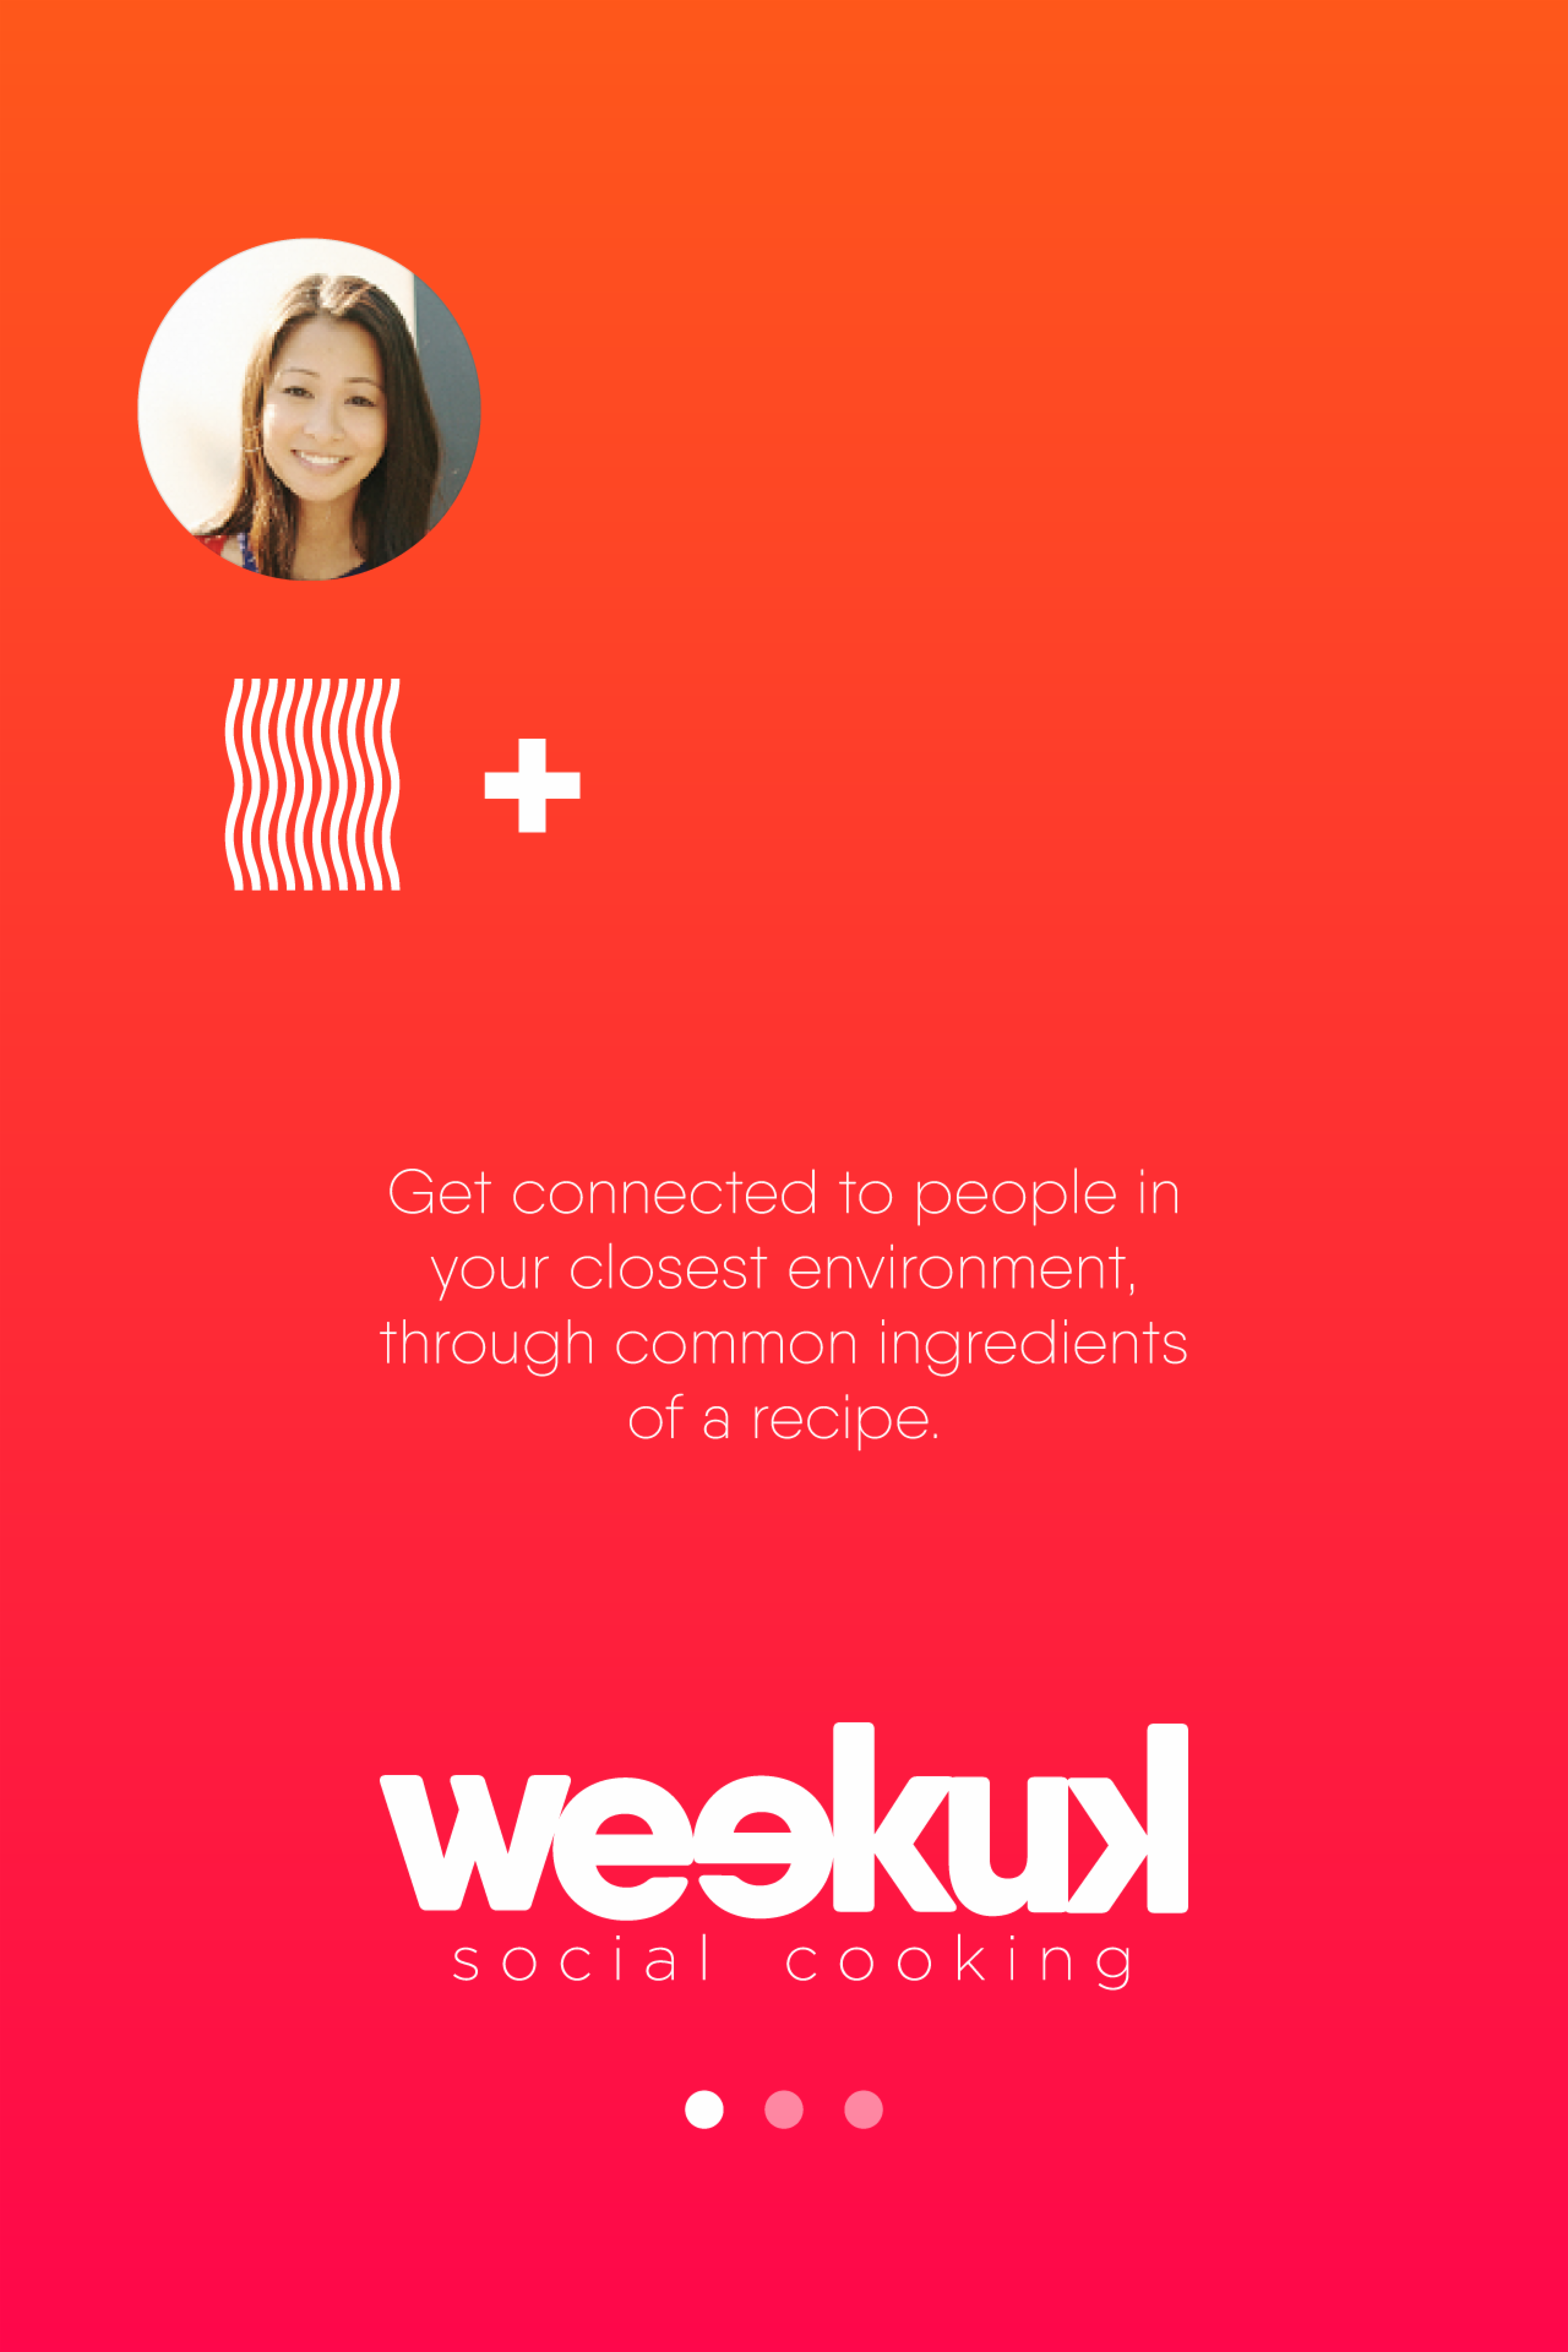 Get connected to people in
your closest environment,
through common ingredients
of a recipe.
weekuk
social cooking